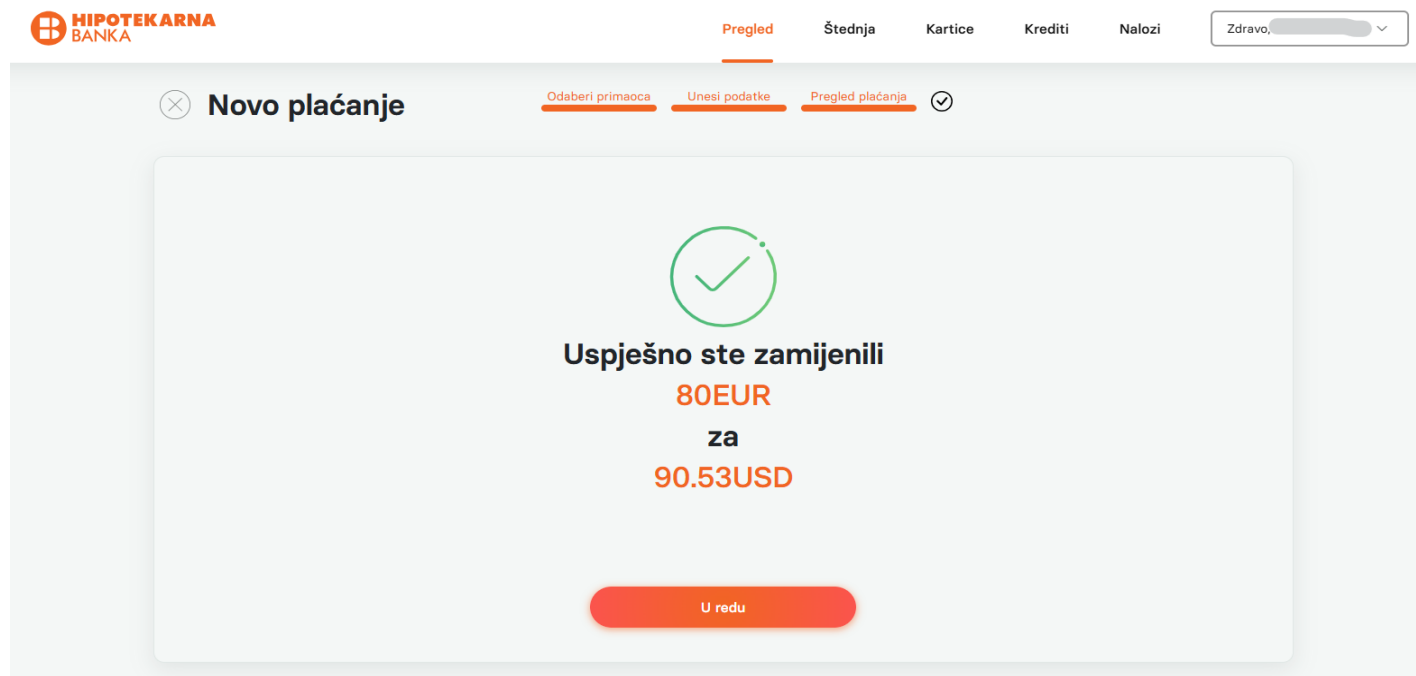 HIPOTEKARNA
BANKA
Pregled
Štednja
Kartice
Krediti
Nalozi
Zdravo,
Novo plaćanje
Odaberi primaoca
Unesi podatke
Pregled plaćanja
Uspješno ste zamijenili
80EUR
za
90.53USD
U redu